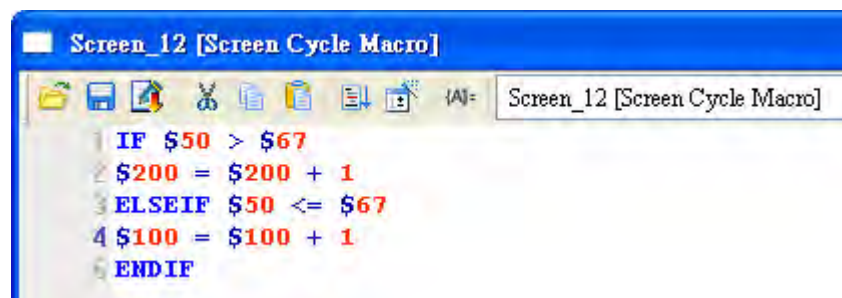 Screen_12 [Screen Cycle Macro]
{A}= Screen_12 [Screen Cycle Macro]
1 IF $50 > $67
2 $200 = $200 + 1
3 ELSEIF $50 <= $67
4 $100 = $100 + 1
5 ENDIF